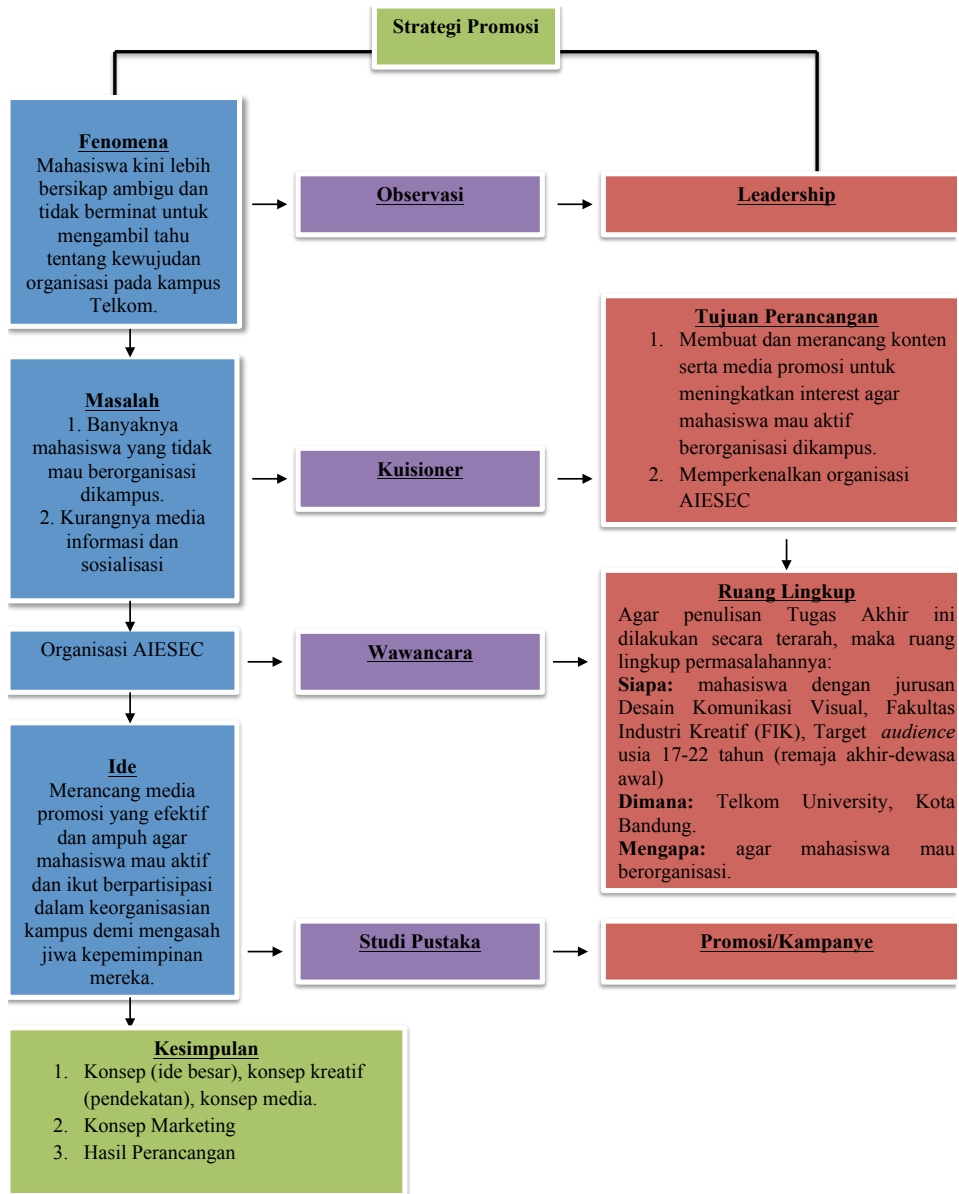 Strategi Promosi
Fenomena
Mahasiswa kini lebih
bersikap ambigu dan
tidak berminat untuk
mengambil tahu
tentang kewujudan
organisasi pada kampus
Telkom.
Observasi
Leadership
Masalah
1. Banyaknya
mahasiswa yang tidak
mau berorganisasi
dikampus.
2. Kurangnya media
informasi dan
sosialisasi
Kuisioner
Tujuan Perancangan
1. Membuat dan merancang konten
serta media promosi untuk
meningkatkan interest agar
mahasiswa mau aktif
berorganisasi dikampus.
2. Memperkenalkan organisasi
AIESEC
Organisasi AIESEC
Wawancara
Ruang Lingkup
Agar penulisan Tugas Akhir ini
dilakukan secara terarah, maka ruang
lingkup permasalahannya:
Siapa: mahasiswa dengan jurusan
Desain Komunikasi Visual, Fakultas
Industri Kreatif (FIK), Target audience
usia 17-22 tahun (remaja akhir-dewasa
awal)
Dimana: Telkom University, Kota
Bandung.
Mengapa: agar mahasiswa mau
berorganisasi.
Ide
Merancang media
promosi yang efektif
dan ampuh agar
mahasiswa mau aktif
dan ikut berpartisipasi
dalam keorganisasian
kampus demi mengasah
jiwa kepemimpinan
mereka.
Studi Pustaka
Promosi/Kampanye
Kesimpulan
1. Konsep (ide besar), konsep kreatif
(pendekatan), konsep media.
2. Konsep Marketing
3. Hasil Perancangan